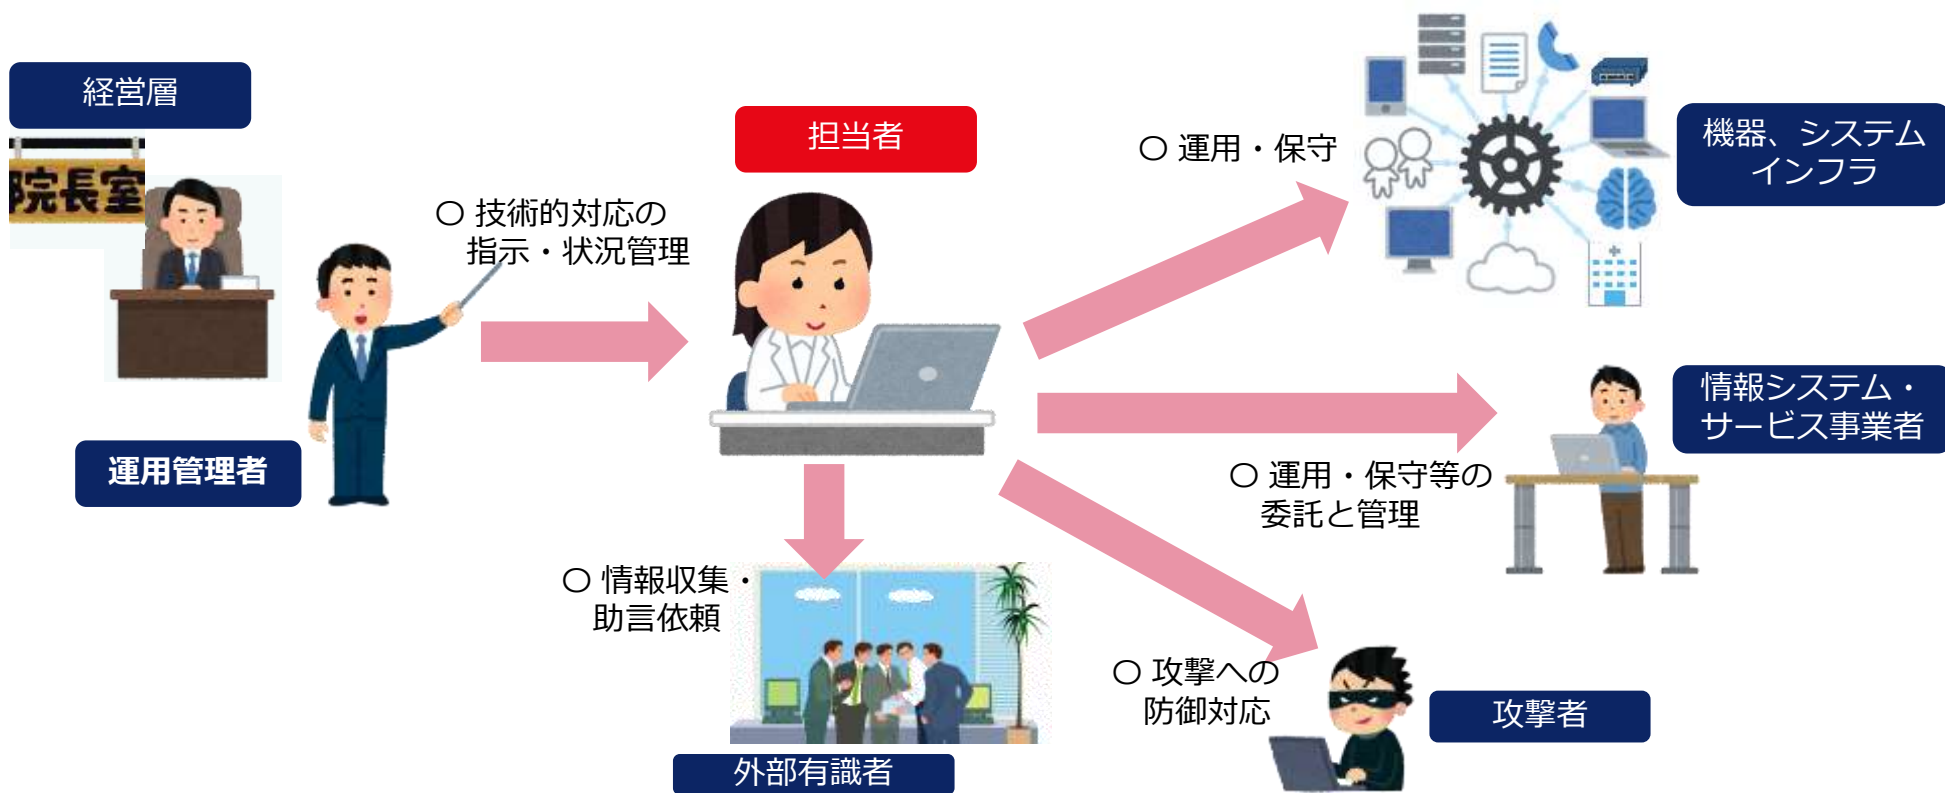 経営層
院長室
運用管理者
〇 技術的対応の
指示・状況管理
担当者
〇 運用・保守
機器、システム
インフラ
情報システム・
サービス事業者
〇 運用・保守等の
委託と管理
〇 情報収集・
助言依頼
外部有識者
〇 攻撃への
防御対応
攻撃者